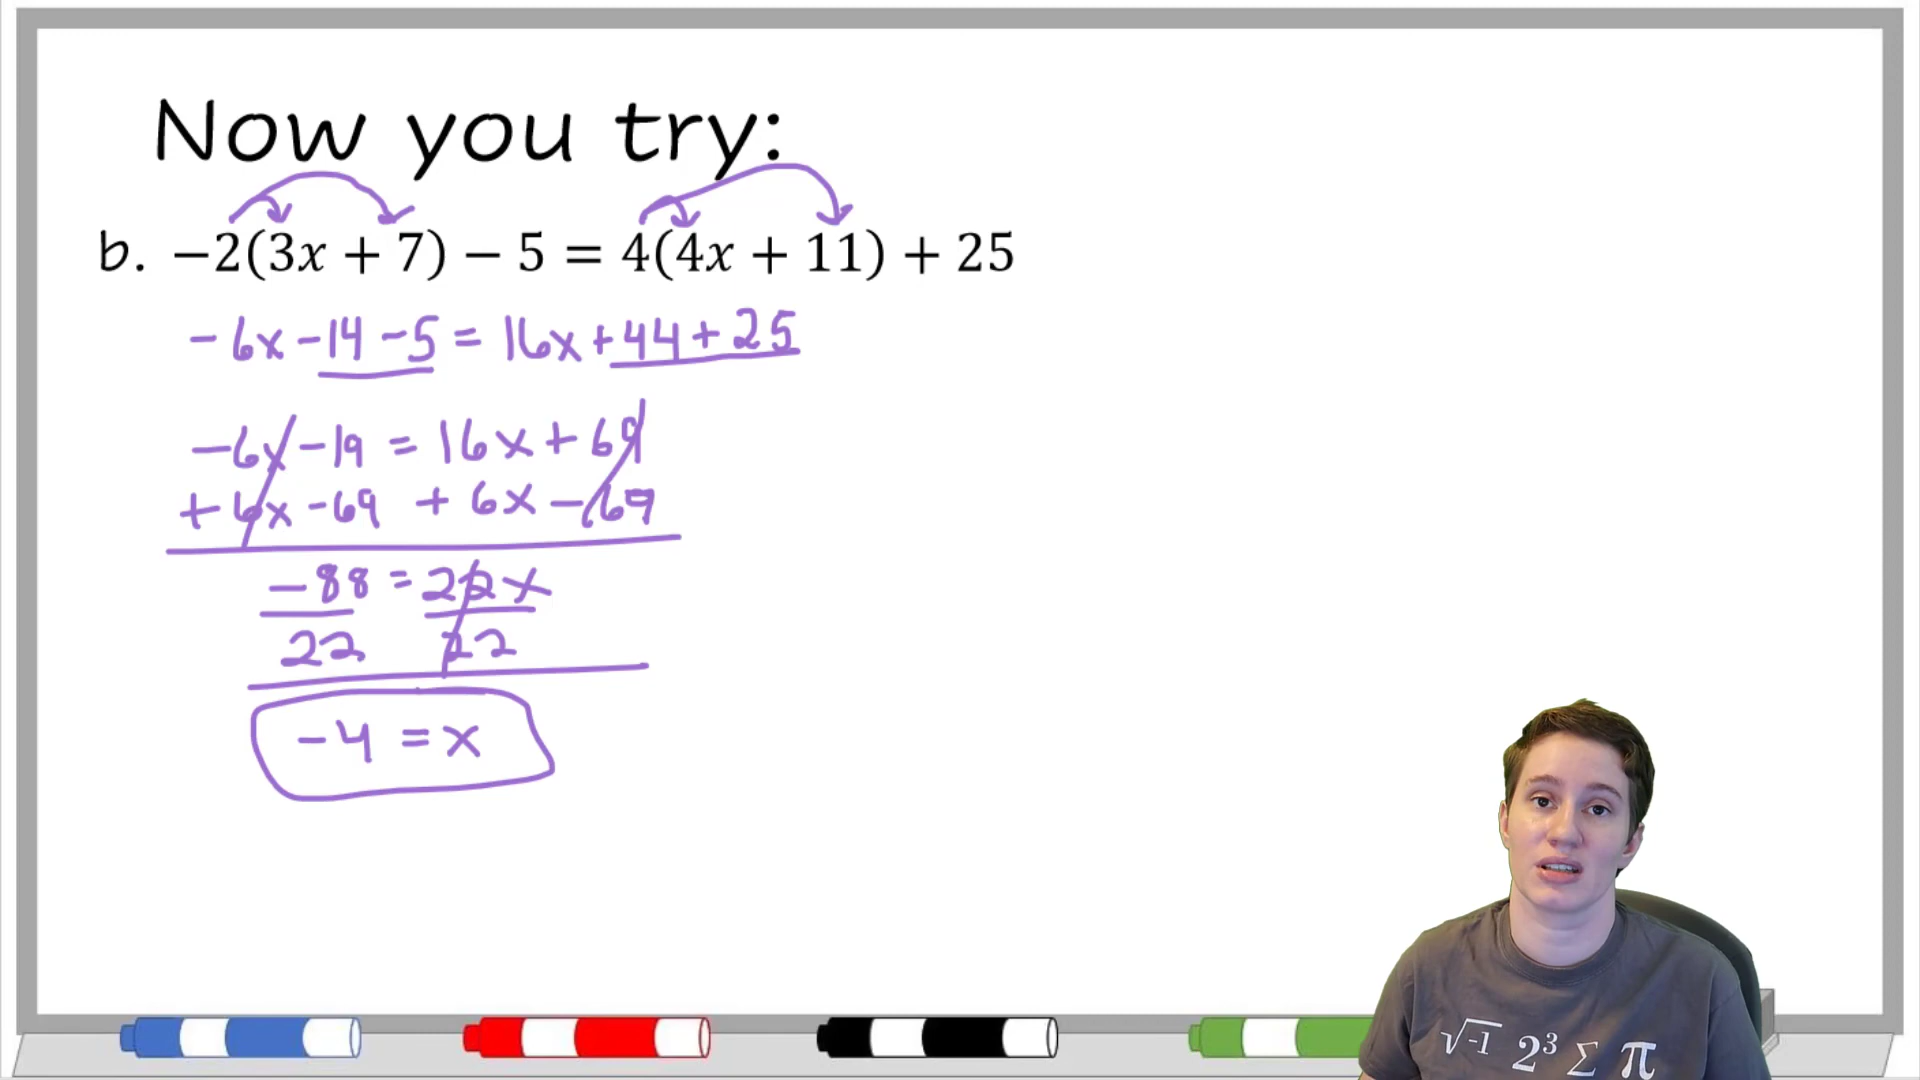 Now you try:
b. −2(3x + 7) − 5 = 4(4x + 11) + 25
-6x -14 -5 = 16x + 44 + 25
-6x -19 = 16x + 69
+ 6x -69 + 6x - 69
-88 = 22x
22 22
-4 = x
√-1 2³ Σ π